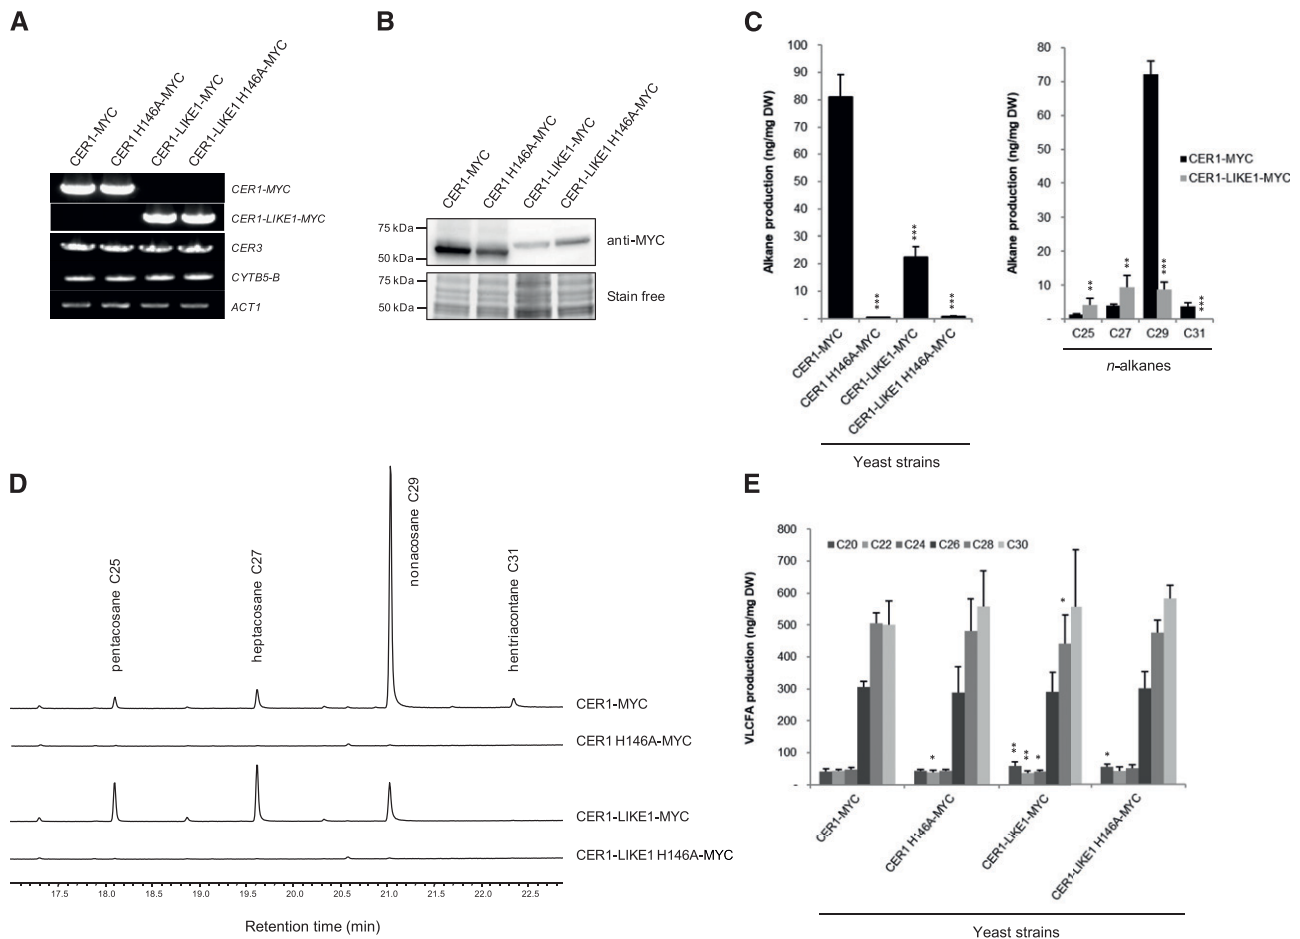 A
CER1-MYC
CER1 H146A-MYC
CER1-LIKE1-MYC
CER1-LIKE1 H146A-MYC
CER1-MYC
CER1-LIKE1-MYC
CER3
CYTB5-B
ACT1
B
CER1-MYC
CER1 H146A-MYC
CER1-LIKE1-MYC
CER1-LIKE1 H146A-MYC
75 kDa
50 kDa
anti-MYC
75 kDa
50 kDa
Stain free
C
Alkane production (ng/mg DW)
100
90
80
70
60
50
40
30
20
10
-
***
***
***
CER1-MYC
CER1 H146A-MYC
CER1-LIKE1-MYC
CER1-LIKE1 H146A-MYC
Yeast strains
Alkane production (ng/mg DW)
80
70
60
50
40
30
20
10
-
**
**
***
***
CER1-MYC
CER1-LIKE1-MYC
C25 C27 C29 C31
n-alkanes
D
pentacosane C25
heptacosane C27
nonacosane C29
hentriacontane C31
CER1-MYC
CER1 H146A-MYC
CER1-LIKE1-MYC
CER1-LIKE1 H146A-MYC
17.5 18.0 18.5 19.0 19.5 20.0 20.5 21.0 21.5 22.0 22.5
Retention time (min)
E
VLCFA production (ng/mg DW)
800
700
600
500
400
300
200
100
-
C20 C22 C24 C26 C28 C30
*
**
**
*
*
*
CER1-MYC
CER1 H146A-MYC
CER1-LIKE1-MYC
CER1-LIKE1 H146A-MYC
Yeast strains